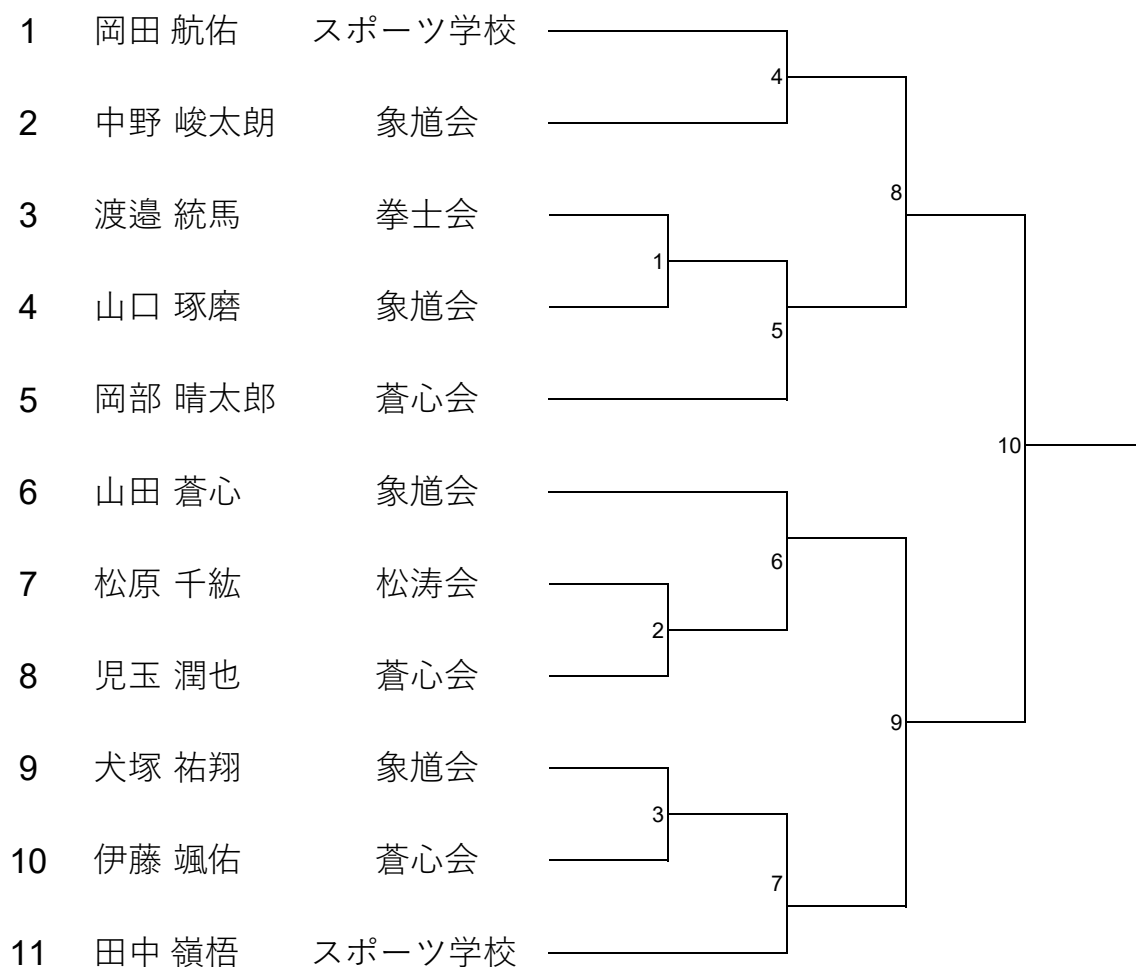 1 岡田 航佑 スポーツ学校
4
2 中野 峻太朗 象馗会
8
3 渡邉 統馬 拳士会
1
4 山口 琢磨 象馗会
5
5 岡部 晴太郎 蒼心会
10
6 山田 蒼心 象馗会
6
7 松原 千紘 松涛会
2
8 児玉 潤也 蒼心会
9
9 犬塚 祐翔 象馗会
3
10 伊藤 颯佑 蒼心会
7
11 田中 嶺悟 スポーツ学校